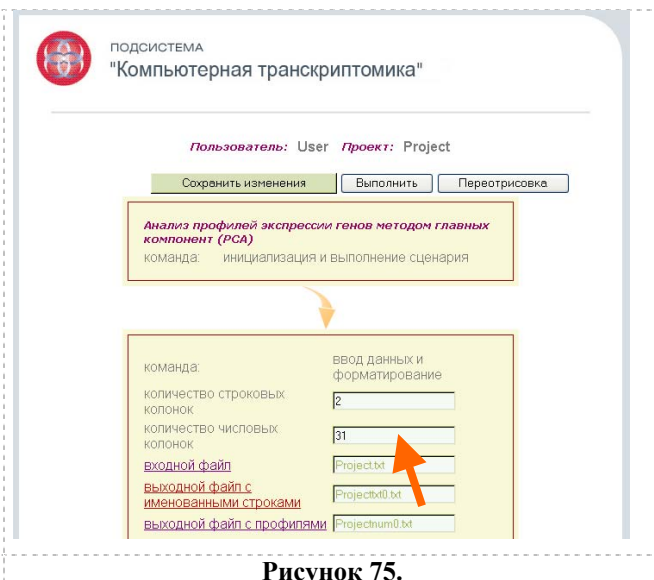 ПОДСИСТЕМА
"Компьютерная транскриптомика"
Пользователь: User Проект: Project
Сохранить изменения Выполнить Переотрисовка
Анализ профилей экспрессии генов методом главных
компонент (PCA)
команда: инициализация и выполнение сценария
команда: ввод данных и
форматирование
количество строковых
колонок
2
количество числовых
колонок
31
входной файл Project.txt
выходной файл с
именованными строками
Projecttxt0.txt
выходной файл с профилями Projectnum0.txt
Рисунок 75.